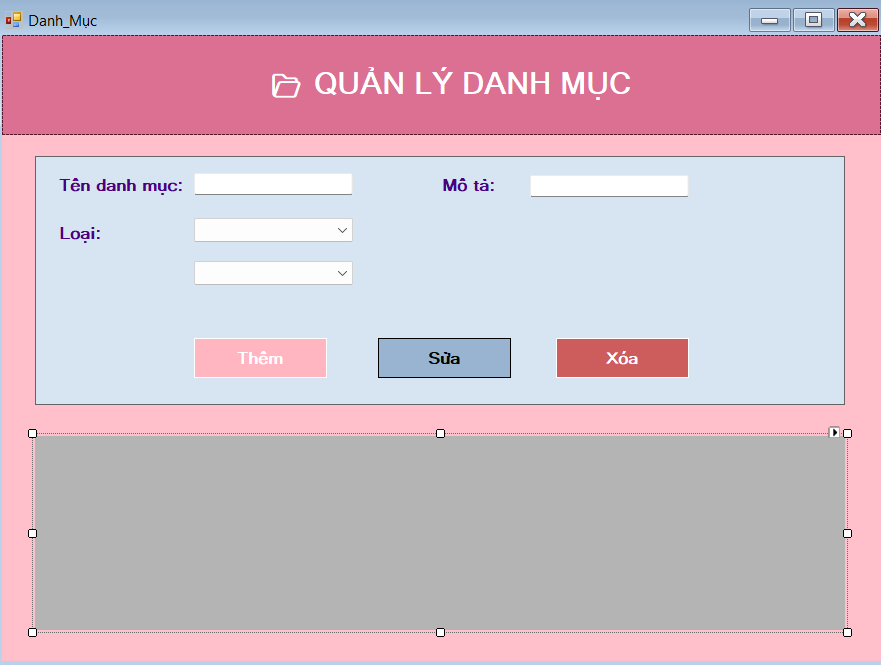 Danh_Mục
QUẢN LÝ DANH MỤC
Tên danh mục:
Mô tả:
Loại:
Thêm
Sửa
Xóa